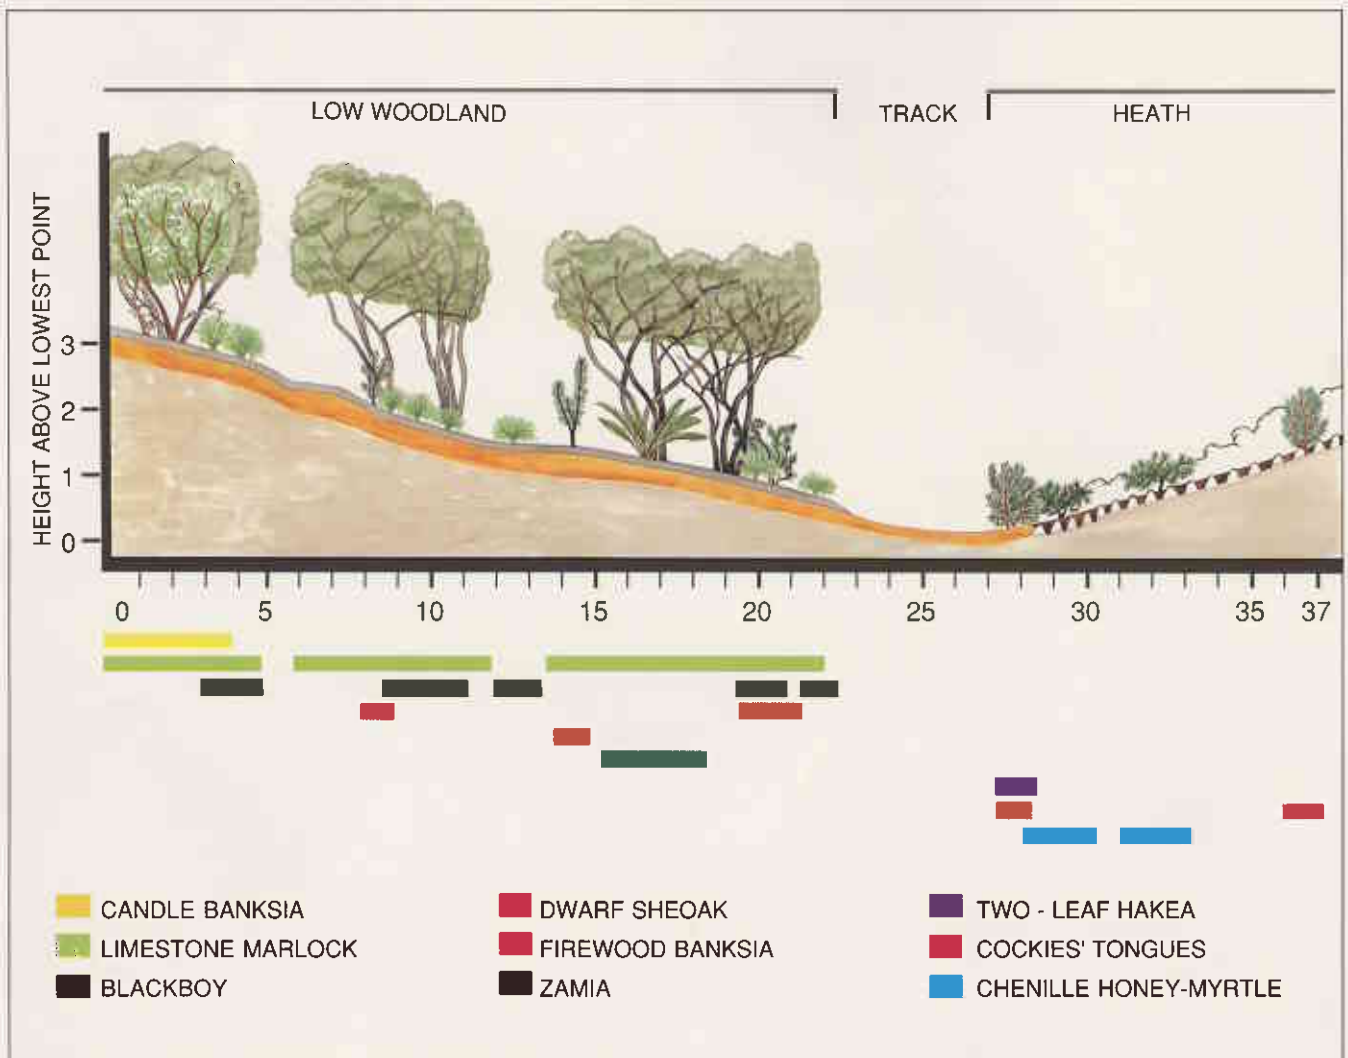 LOW WOODLAND TRACK HEATH
HEIGHT ABOVE LOWEST POINT
3
2
1
0
0 5 10 15 20 25 30 35 37
CANDLE BANKSIA
LIMESTONE MARLOCK
BLACKBOY
DWARF SHEOAK
FIREWOOD BANKSIA
ZAMIA
TWO - LEAF HAKEA
COCKIES' TONGUES
CHENILLE HONEY-MYRTLE